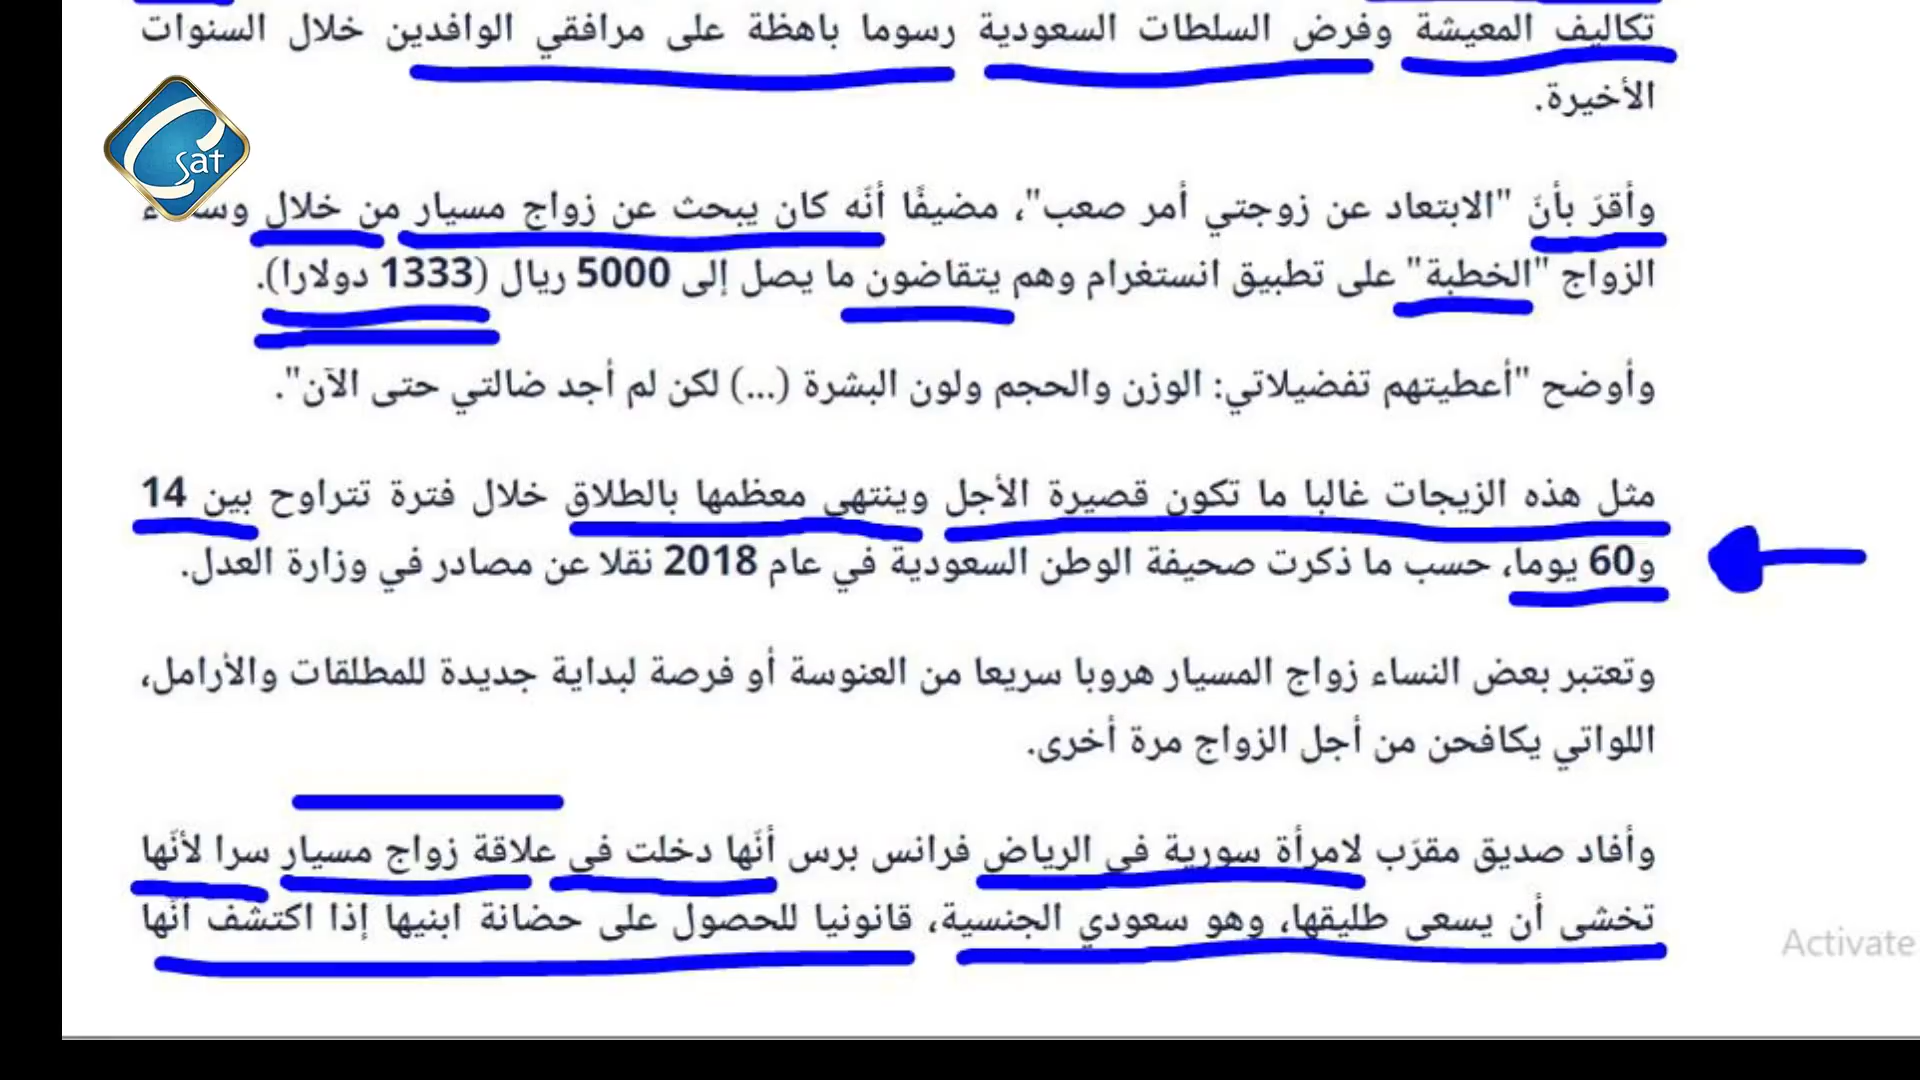 تكاليف المعيشة وفرض السلطات السعودية رسوما باهظة على مرافقي الوافدين خلال السنوات
الأخيرة.
sat
وأقرَ بأنَ "الابتعاد عن زوجتي أمر صعب"، مضيفًا أنَه كان يبحث عن زواج مسيار من خلال
الزواج "الخطبة" على تطبيق انستغرام وهم يتقاضون ما يصل إلى 5000 ريال (1333 دولارا).
وأوضح "أعطيتهم تفضيلاتي: الوزن والحجم ولون البشرة (...) لكن لم أجد ضالتي حتى الآن".
مثل هذه الزيجات غالبا ما تكون قصيرة الأجل وينتهي معظمها بالطلاق خلال فترة تتراوح بين 14
و60 يوما، حسب ما ذكرت صحيفة الوطن السعودية في عام 2018 نقلا عن مصادر في وزارة العدل.
وتعتبر بعض النساء زواج المسيار هروبا سريعا من العنوسة أو فرصة لبداية جديدة للمطلقات والأرامل،
اللواتي يكافحن من أجل الزواج مرة أخرى.
وأفاد صديق مقرَب لامرأة سورية في الرياض فرانس برس أنَها دخلت في علاقة زواج مسيار سرا لأنَها
تخشى أن يسعى طليقها، وهو سعودي الجنسية، قانونيا للحصول على حضانة ابنيها إذا اكتشف أنَها
Activate